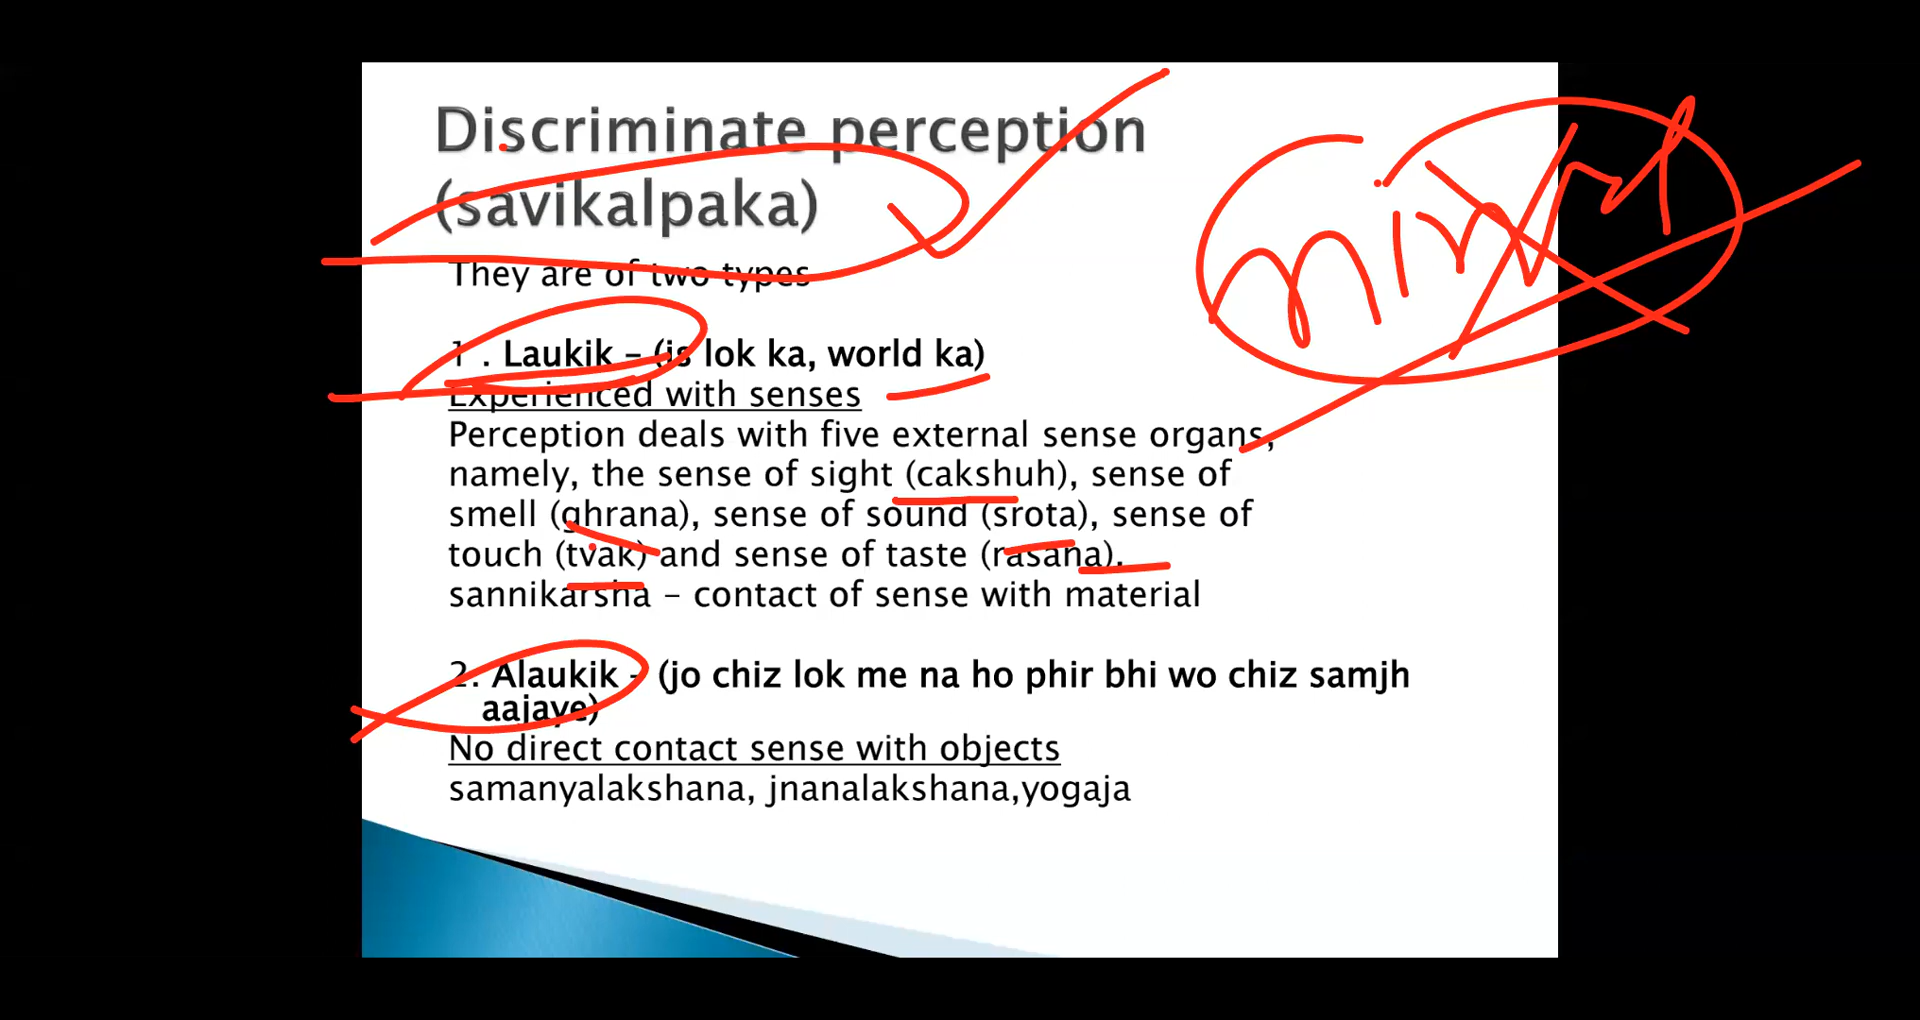 Discriminate perception
(savikalpaka)
They are of two types
1 . Laukik – (is lok ka, world ka)
Experienced with senses
Perception deals with five external sense organs,
namely, the sense of sight (cakshuh), sense of
smell (ghrana), sense of sound (srota), sense of
touch (tvak) and sense of taste (rasana).
sannikarsha – contact of sense with material
2. Alaukik – (jo chiz lok me na ho phir bhi wo chiz samjh
aajaye)
No direct contact sense with objects
samanyalakshana, jnanalakshana,yogaja
mind